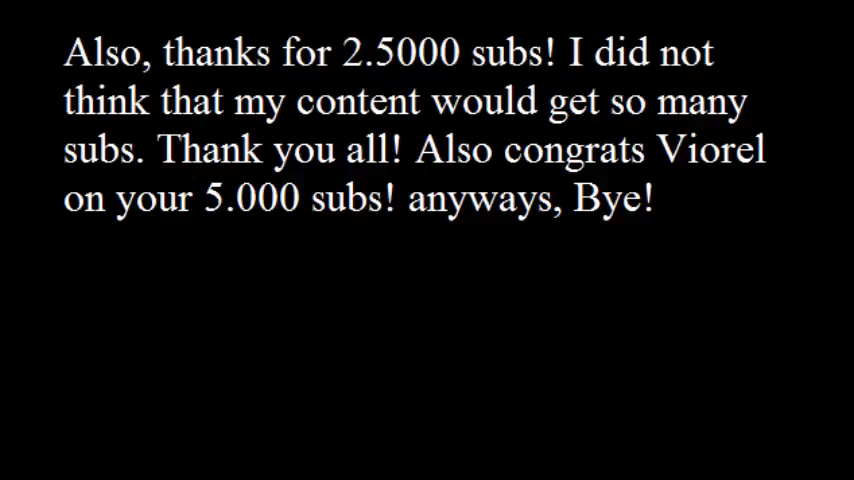 Also, thanks for 2.5000 subs! I did not
think that my content would get so many
subs. Thank you all! Also congrats Viorel
on your 5.000 subs! anyways, Bye!